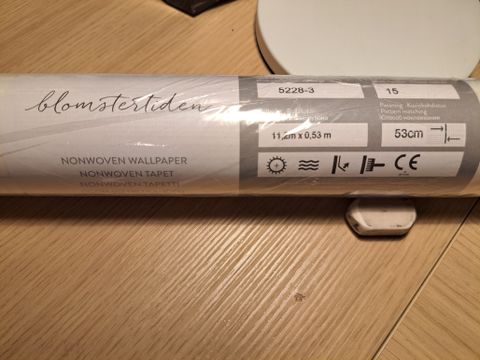 blomstertiden
NONWOVEN WALLPAPER
NONWOVEN TAPET
NONWOVEN TAPETTI
5228-3
15
Pattern matching
11,2m x 0,53 m
53cm
CE